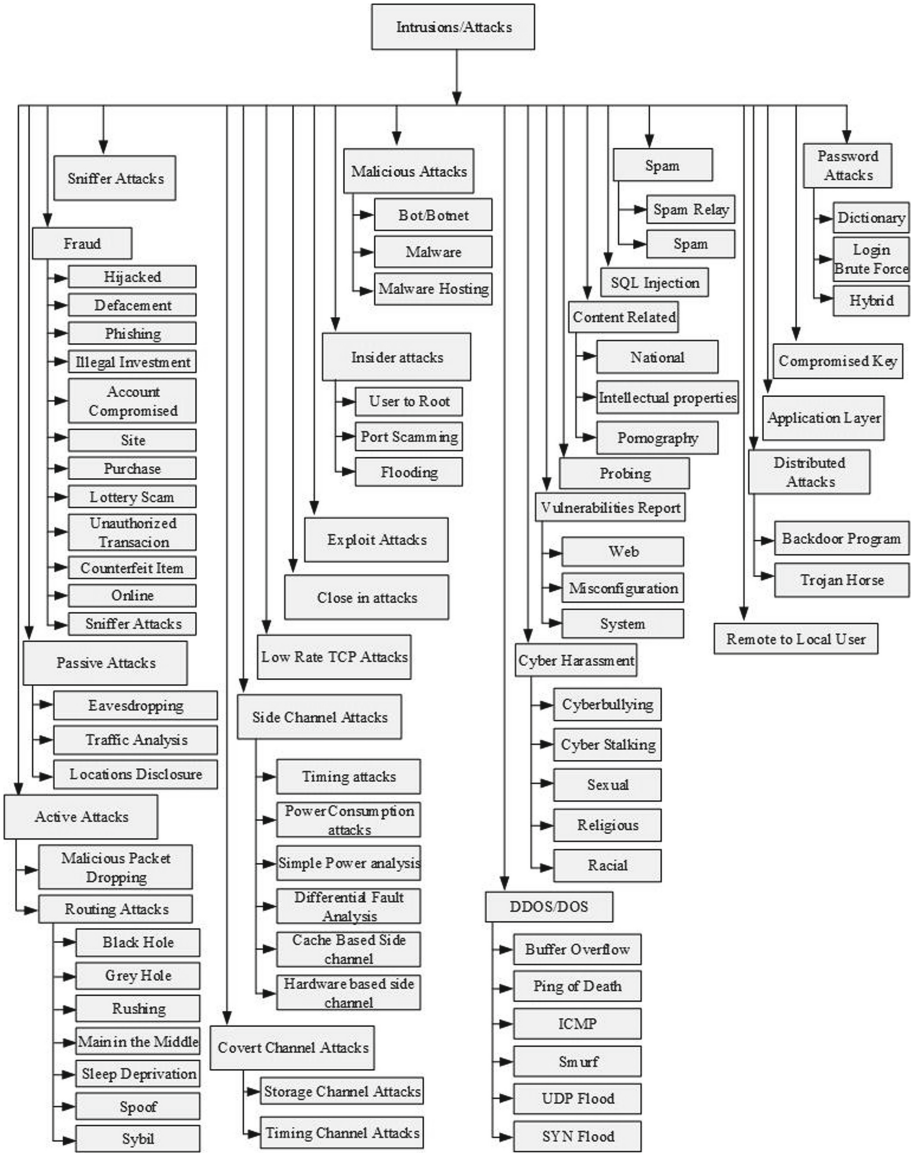 Intrusions/Attacks
Sniffer Attacks
Fraud
Hijacked
Defacement
Phishing
Illegal Investment
Account
Compromised
Site
Purchase
Lottery Scam
Unauthorized
Transacion
Counterfeit Item
Online
Sniffer Attacks
Passive Attacks
Eavesdropping
Traffic Analysis
Locations Disclosure
Active Attacks
Malicious Packet
Dropping
Routing Attacks
Black Hole
Grey Hole
Rushing
Main in the Middle
Sleep Deprivation
Spoof
Sybil
Malicious Attacks
Bot/Botnet
Malware
Malware Hosting
Insider attacks
User to Root
Port Scamming
Flooding
Exploit Attacks
Close in attacks
Low Rate TCP Attacks
Side Channel Attacks
Timing attacks
Power Consumption
attacks
Simple Power analysis
Differential Fault
Analysis
Cache Based Side
channel
Hardware based side
channel
Covert Channel Attacks
Storage Channel Attacks
Timing Channel Attacks
Spam
Spam Relay
Spam
SQL Injection
Content Related
National
Intellectual properties
Pornography
Probing
Vulnerabilities Report
Web
Misconfiguration
System
Cyber Harassment
Cyberbullying
Cyber Stalking
Sexual
Religious
Racial
DDOS/DOS
Buffer Overflow
Ping of Death
ICMP
Smurf
UDP Flood
SYN Flood
Password
Attacks
Dictionary
Login
Brute Force
Hybrid
Compromised Key
Application Layer
Distributed
Attacks
Backdoor Program
Trojan Horse
Remote to Local User